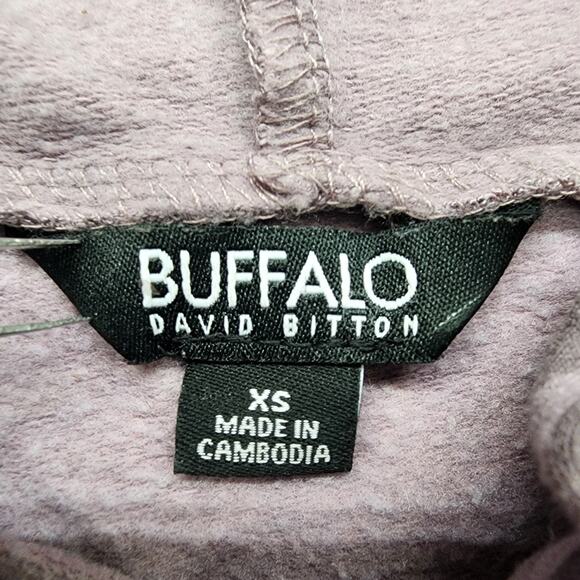 BUFFALO
DAVID BITTON
XS
MADE IN
CAMBODIA